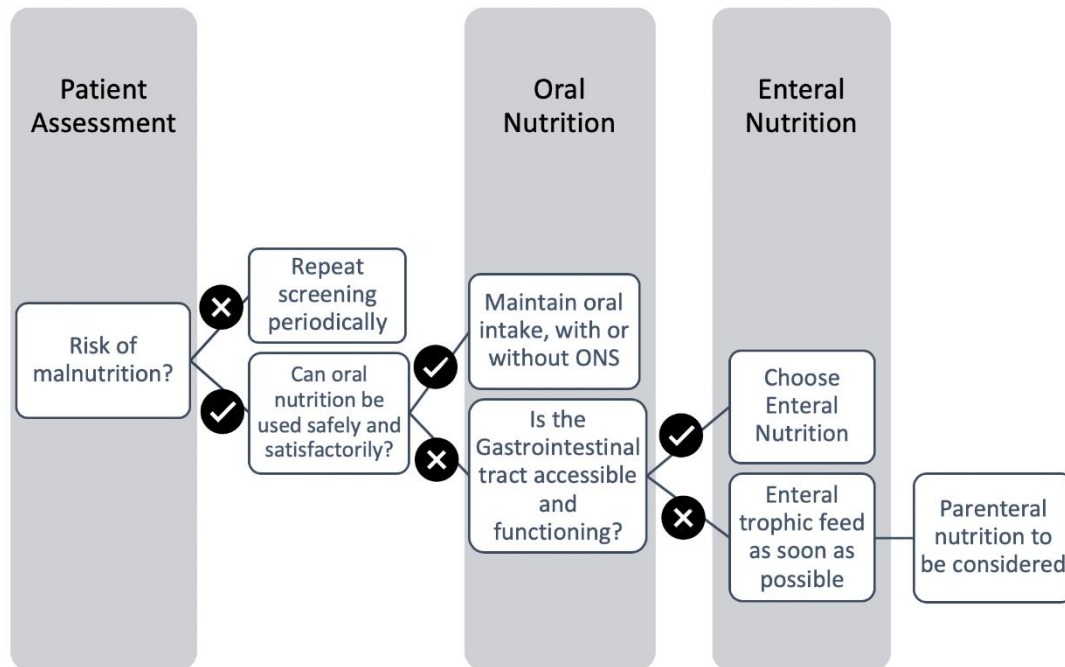 Patient
Assessment
Oral
Nutrition
Enteral
Nutrition
Risk of
malnutrition?
Repeat
screening
periodically
Can oral
nutrition be
used safely and
satisfactorily?
Maintain oral
intake, with or
without ONS
Is the
Gastrointestinal
tract accessible
and
functioning?
Choose
Enteral
Nutrition
Enteral
trophic feed
as soon as
possible
Parenteral
nutrition to
be considered